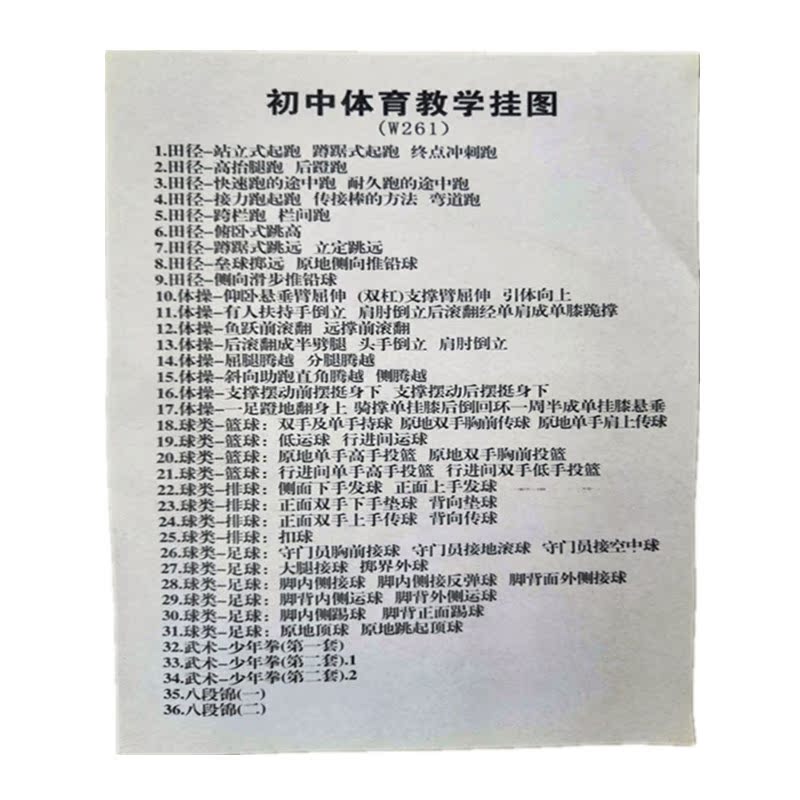 初中体育教学挂图
(W261)
1.田径-站立式起跑 蹲踞式起跑 终点冲刺跑
2.田径-高抬腿跑 后蹬跑
3.田径-快速跑的途中跑 耐久跑的途中跑
4.田径-接力跑起跑 传接棒的方法 弯道跑
5.田径-跨栏跑 栏间跑
6.田径-俯卧式跳高
7.田径-蹲踞式跳远 立定跳远
8.田径-垒球掷远 原地侧向推铅球
9.田径-侧向滑步推铅球
10.体操-仰卧悬垂臂屈伸 (双杠)支撑臂屈伸 引体向上
11.体操-有人扶持手倒立 肩肘倒立后滚翻经单肩成单膝跪撑
12.体操-鱼跃前滚翻 远撑前滚翻
13.体操-后滚翻成半劈腿 头手倒立 肩肘倒立
14.体操-屈腿腾越 分腿腾越
15.体操-斜向助跑直角腾越 侧腾越
16.体操-支撑摆动前摆挺身下 支撑摆动后摆挺身下
17.体操-一足蹬地翻身上 骑撑单挂膝后倒回环一周半成单挂膝悬垂
18.球类-篮球：双手及单手持球 原地双手胸前传球 原地单手肩上传球
19.球类-篮球：低运球 行进间运球
20.球类-篮球：原地单手高手投篮 原地双手胸前投篮
21.球类-篮球：行进间单手高手投篮 行进间双手低手投篮
22.球类-排球：侧面下手发球 正面上手发球
23.球类-排球：正面双手下手垫球 背向垫球
24.球类-排球：正面双手上手传球 背向传球
25.球类-排球：扣球
26.球类-足球：守门员胸前接球 守门员接地滚球 守门员接空中球
27.球类-足球：大腿接球 掷界外球
28.球类-足球：脚内侧接球 脚内侧接反弹球 脚背面外侧接球
29.球类-足球：脚背内侧运球 脚背外侧运球
30.球类-足球：脚内侧踢球 脚背正面踢球
31.球类-足球：原地顶球 原地跳起顶球
32.武术-少年拳(第一套)
33.武术-少年拳(第二套).1
34.武术-少年拳(第二套).2
35.八段锦(一)
36.八段锦(二)